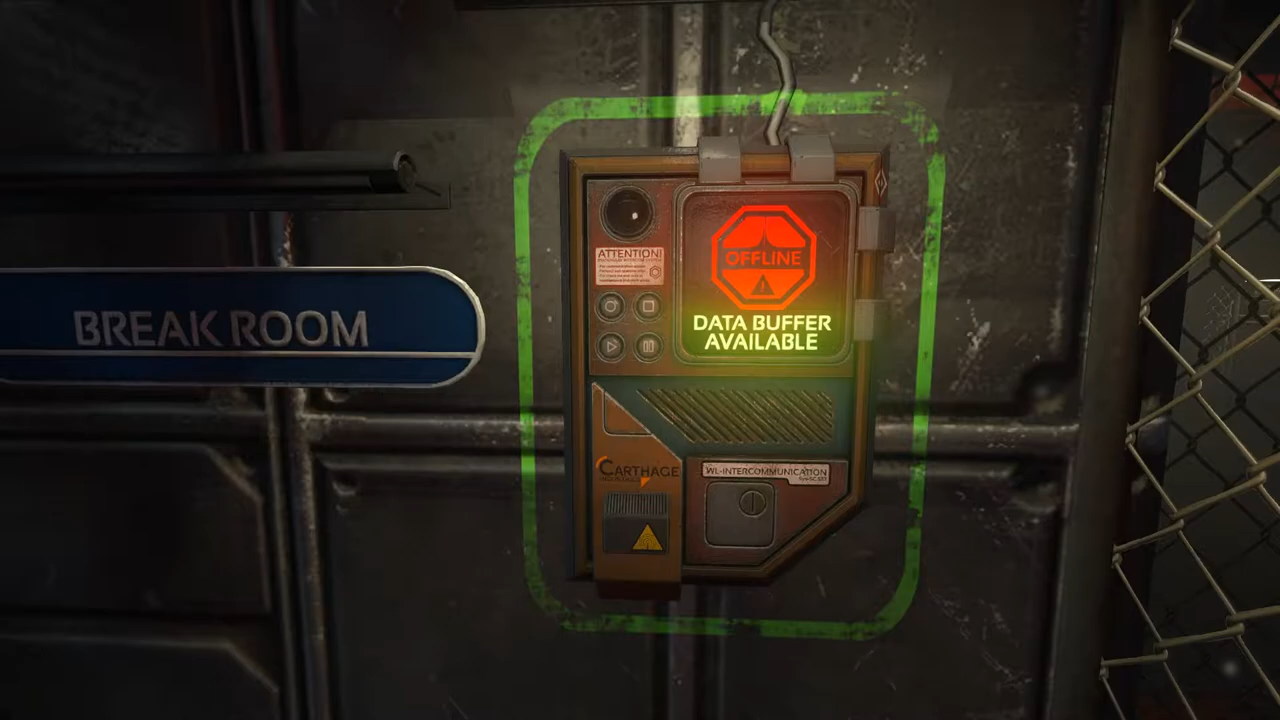 BREAK ROOM
ATTENTION!
OFFLINE
DATA BUFFER
AVAILABLE
CARTHAGE
WL-INTERCOMMUNICATION